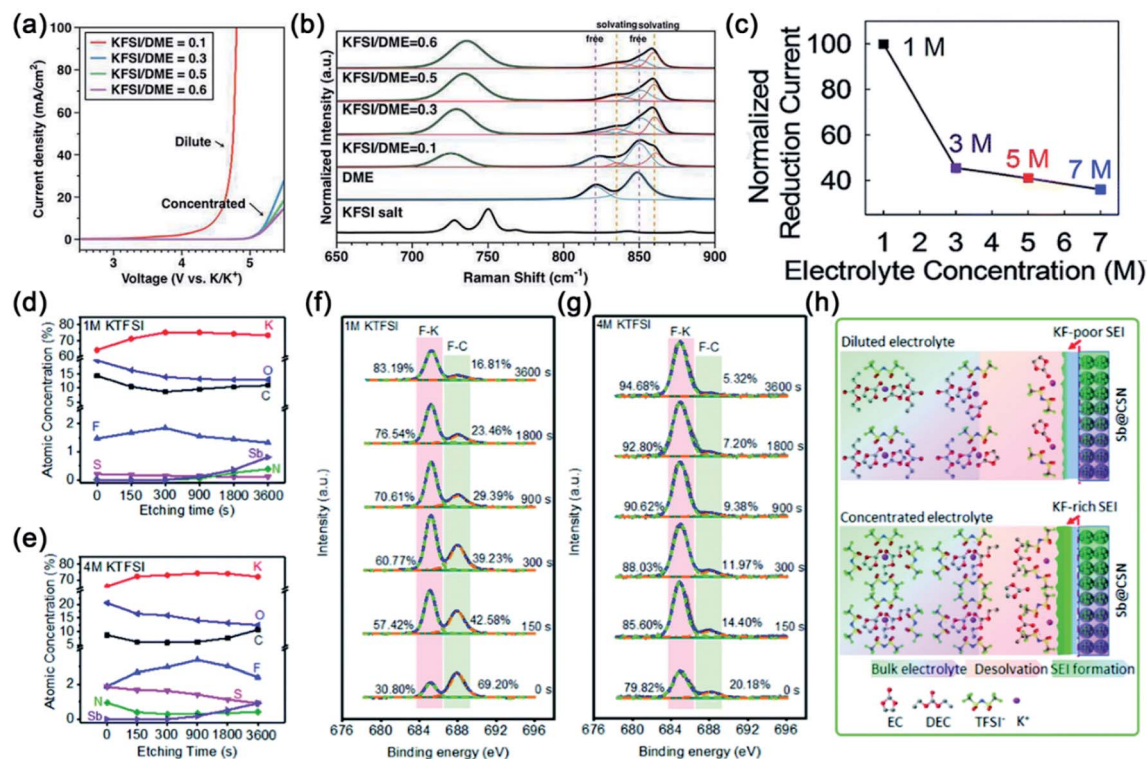 (a)
KFSI/DME = 0.1
KFSI/DME = 0.3
KFSI/DME = 0.5
KFSI/DME = 0.6
Dilute
Concentrated
100
80
60
40
20
0
3
4
5
Current density (mA/cm²)
Voltage (V vs. K/K⁺)
(b)
solvating
free
free
solvating
KFSI/DME=0.6
KFSI/DME=0.5
KFSI/DME=0.3
KFSI/DME=0.1
DME
KFSI salt
Normalized Intensity (a.u.)
650 700 750 800 850 900
Raman Shift (cm⁻¹)
(c)
Normalized
Reduction Current
100
80
60
40
1 M
3 M
5 M
7 M
1 2 3 4 5 6 7
Electrolyte Concentration (M)
(d)
1M KTFSI
Atomic Concentration (%)
80
70
60
15
10
5
2
1
0
K
O
C
F
S
Sb
N
0 150 300 900 1800 3600
Etching time (s)
(e)
4M KTFSI
Atomic Concentration (%)
80
70
20
15
10
5
4
2
0
K
O
C
F
N
S
Sb
0 150 300 900 1800 3600
Etching Time (s)
(f)
1M KTFSI
F-K
F-C
83.19% 16.81% 3600 s
76.54% 23.46% 1800 s
70.61% 29.39% 900 s
60.77% 39.23% 300 s
57.42% 42.58% 150 s
30.80% 69.20% 0 s
Intensity (a.u.)
676 680 684 688 692 696
Binding energy (eV)
(g)
4M KTFSI
F-K
F-C
94.68% 5.32% 3600 s
92.80% 7.20% 1800 s
90.62% 9.38% 900 s
88.03% 11.97% 300 s
85.60% 14.40% 150 s
79.82% 20.18% 0 s
Intensity (a.u.)
676 680 684 688 692 696
Binding energy (eV)
(h)
KF-poor SEI
Diluted electrolyte
Sb@CSN
KF-rich SEI
Concentrated electrolyte
Sb@CSN
Bulk electrolyte Desolvation SEI formation
EC DEC TFSI⁻ K⁺